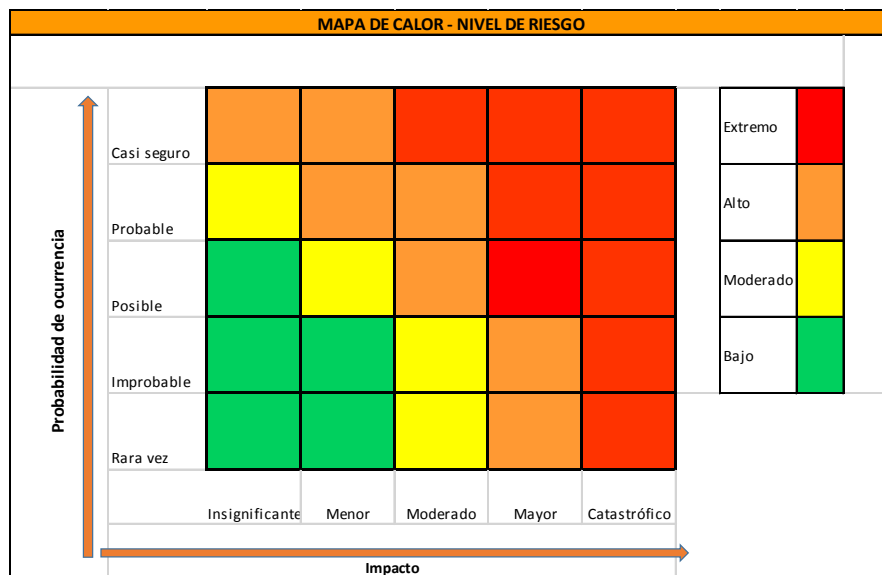 MAPA DE CALOR - NIVEL DE RIESGO
Probabilidad de ocurrencia
Casi seguro
Probable
Posible
Improbable
Rara vez
Insignificante
Menor
Moderado
Mayor
Catastrófico
Impacto
Extremo
Alto
Moderado
Bajo